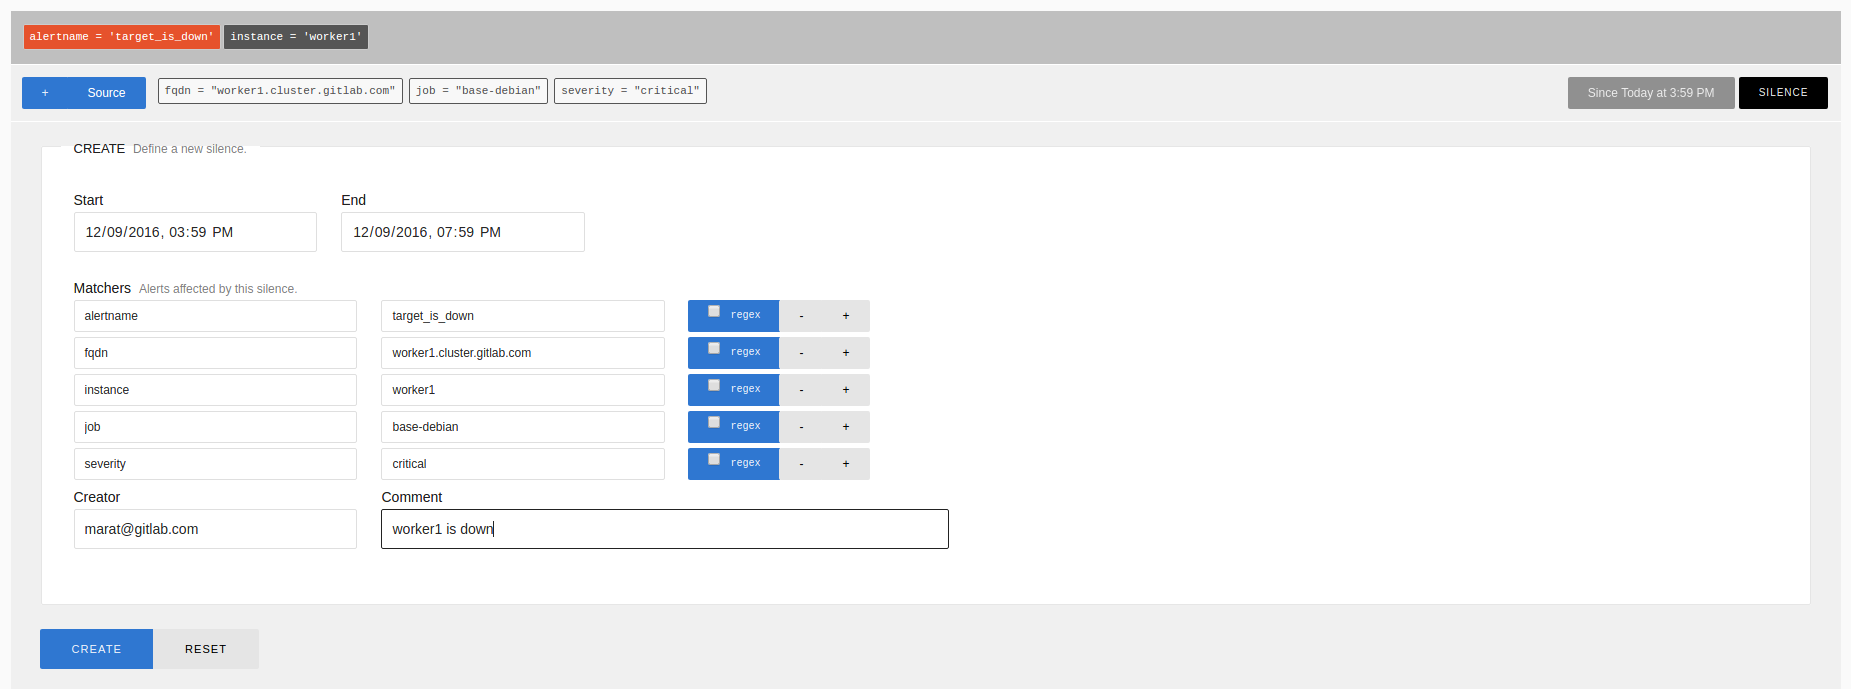 alertname = 'target_is_down' instance = 'worker1'
+ Source fqdn = "worker1.cluster.gitlab.com" job = "base-debian" severity = "critical" Since Today at 3:59 PM SILENCE
CREATE Define a new silence.
Start End
12/09/2016, 03:59 PM 12/09/2016, 07:59 PM
Matchers Alerts affected by this silence.
alertname target_is_down regex - +
fqdn worker1.cluster.gitlab.com regex - +
instance worker1 regex - +
job base-debian regex - +
severity critical regex - +
Creator Comment
marat@gitlab.com worker1 is down
CREATE RESET